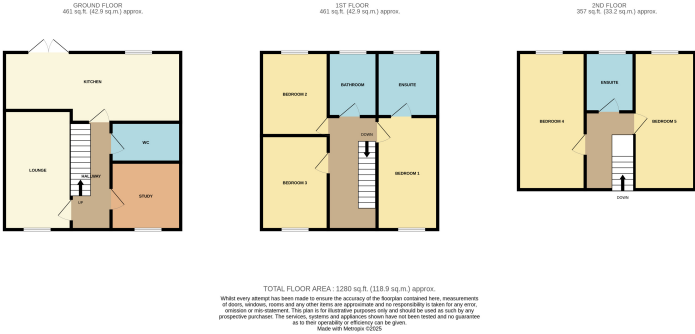 GROUND FLOOR
461 sq.ft. (42.9 sq.m.) approx.
KITCHEN
WC
HALLWAY
LOUNGE
STUDY
UP
1ST FLOOR
461 sq.ft. (42.9 sq.m.) approx.
BEDROOM 2
BATHROOM
ENSUITE
DOWN
BEDROOM 3
BEDROOM 1
2ND FLOOR
357 sq.ft. (33.2 sq.m.) approx.
ENSUITE
BEDROOM 4
BEDROOM 5
DOWN
TOTAL FLOOR AREA : 1280 sq.ft. (118.9 sq.m.) approx.
Whilst every attempt has been made to ensure the accuracy of the floorplan contained here, measurements
of doors, windows, rooms and any other items are approximate and no responsibility is taken for any error,
omission or mis-statement. This plan is for illustrative purposes only and should be used as such by any
prospective purchaser. The services, systems and appliances shown have not been tested and no guarantee
as to their operability or efficiency can be given.
Made with Metropix ©2025